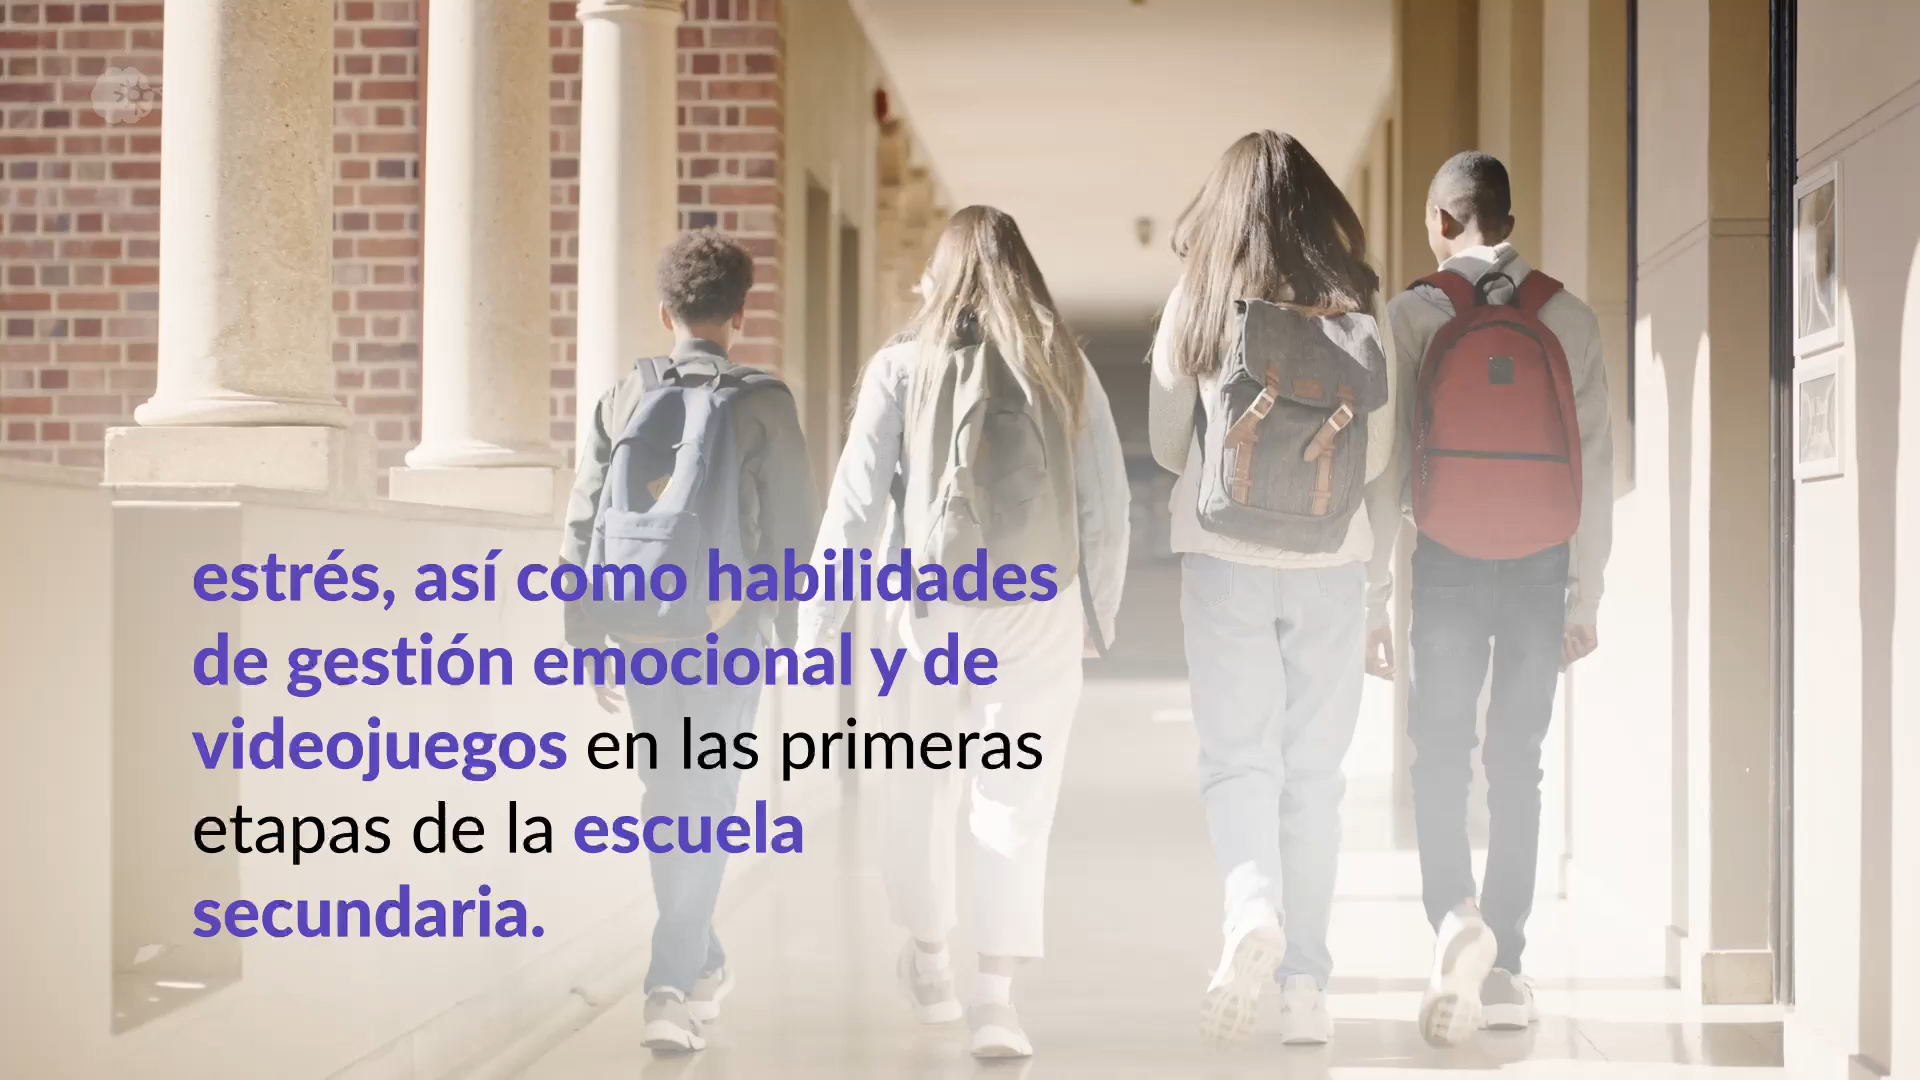 estrés, así como habilidades
de gestión emocional y de
videojuegos en las primeras
etapas de la escuela
secundaria.